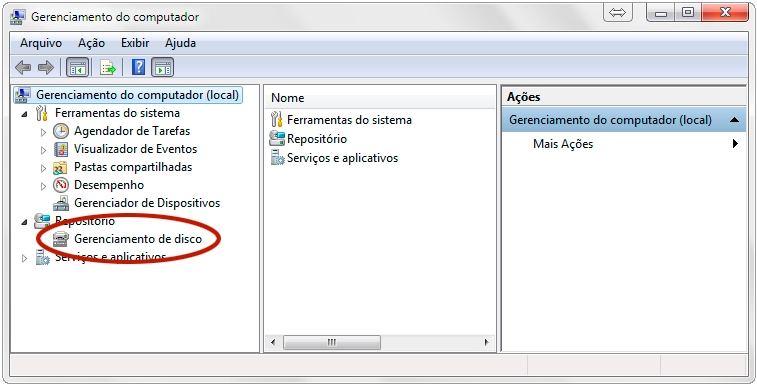 Gerenciamento do computador
Arquivo Ação Exibir Ajuda
Gerenciamento do computador (local)
Ferramentas do sistema
Agendador de Tarefas
Visualizador de Eventos
Pastas compartilhadas
Desempenho
Gerenciador de Dispositivos
Repositório
Gerenciamento de disco
Serviços e aplicativos
Nome
Ferramentas do sistema
Repositório
Serviços e aplicativos
Ações
Gerenciamento do computador (local)
Mais Ações